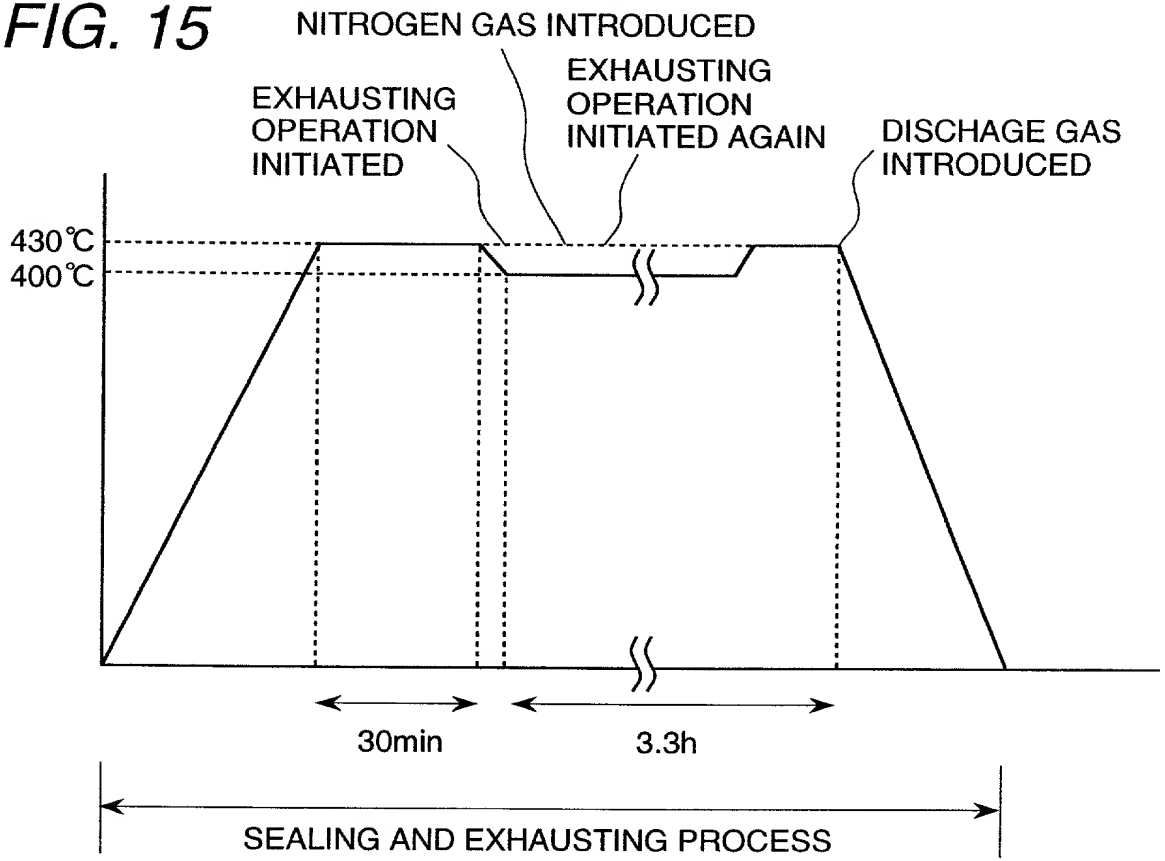 FIG. 15
NITROGEN GAS INTRODUCED
EXHAUSTING
OPERATION
INITIATED
EXHAUSTING
OPERATION
INITIATED AGAIN
DISCHAGE GAS
INTRODUCED
430℃
400℃
30min
3.3h
SEALING AND EXHAUSTING PROCESS